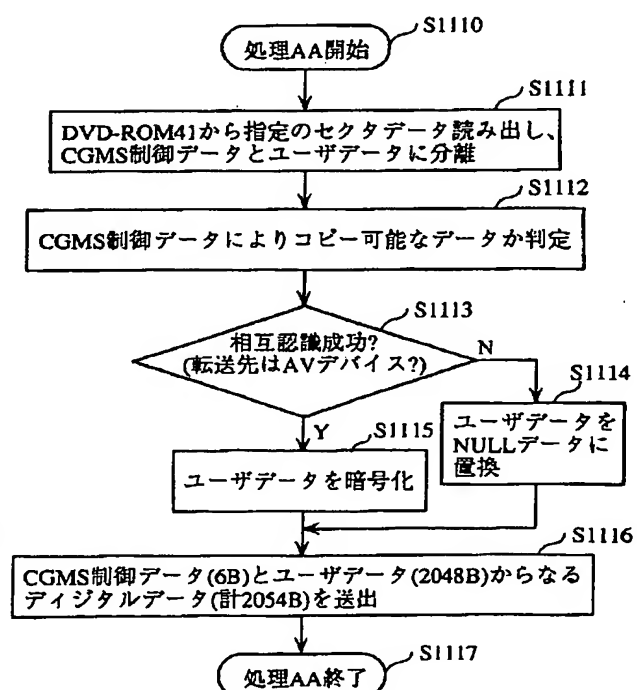 S1110
処理AA開始
S1111
DVD-ROM41から指定のセクタデータ読み出し、
CGMS制御データとユーザデータに分離
S1112
CGMS制御データによりコピー可能なデータか判定
S1113
相互認識成功?
(転送先はAVデバイス?)
N
S1114
ユーザデータを
NULLデータに
置換
Y
S1115
ユーザデータを暗号化
S1116
CGMS制御データ(6B)とユーザデータ(2048B)からなる
ディジタルデータ(計2054B)を送出
S1117
処理AA終了